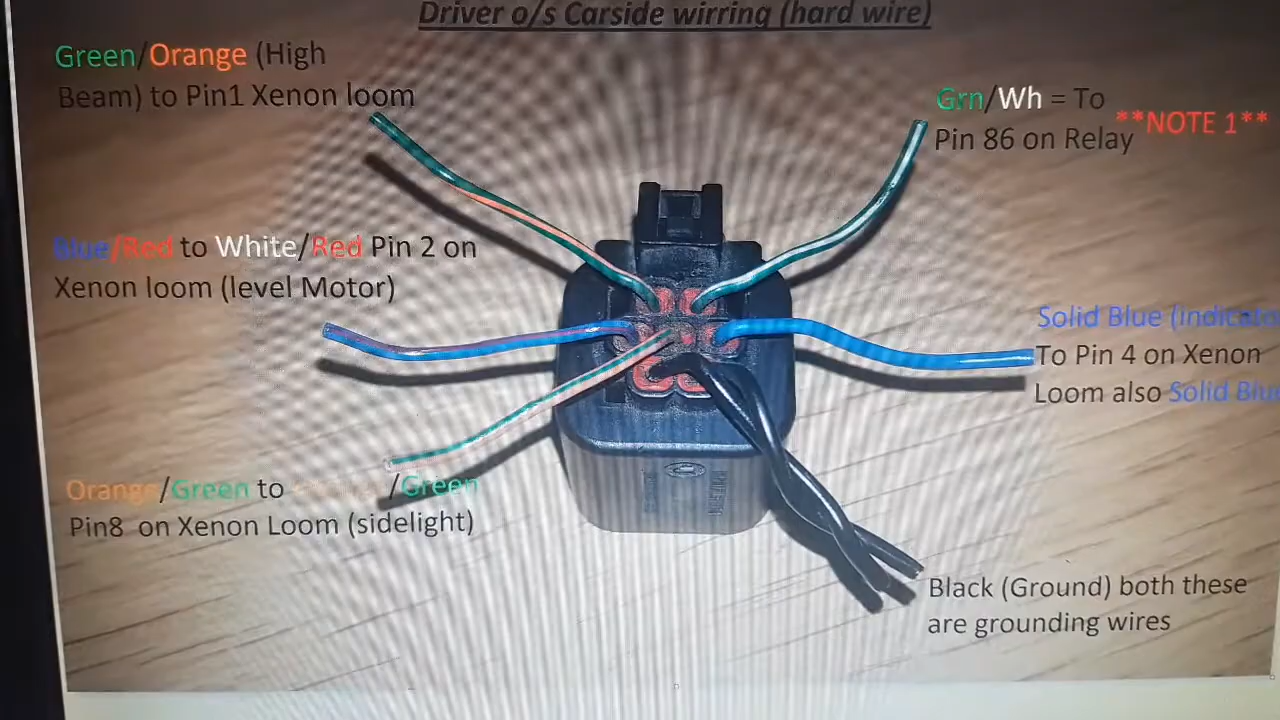 Driver o/s Carside wirring (hard wire)
Green/Orange (High
Beam) to Pin1 Xenon loom
Grn/Wh = To
Pin 86 on Relay
**NOTE 1**
Blue/Red to White/Red Pin 2 on
Xenon loom (level Motor)
Solid Blue (indicato
To Pin 4 on Xenon
Loom also Solid Blue
Orange/Green to /Green
Pin8 on Xenon Loom (sidelight)
Black (Ground) both these
are grounding wires